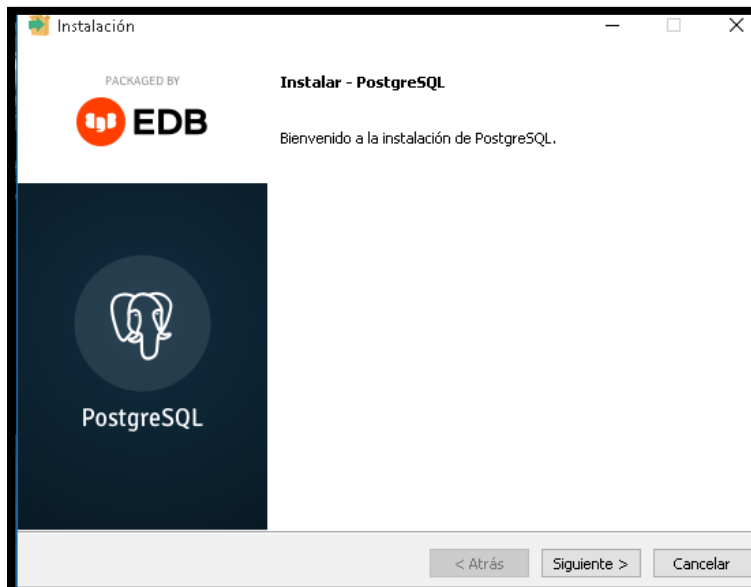 Instalación
PACKAGED BY
EDB
Instalar - PostgreSQL
Bienvenido a la instalación de PostgreSQL.
PostgreSQL
< Atrás
Siguiente >
Cancelar